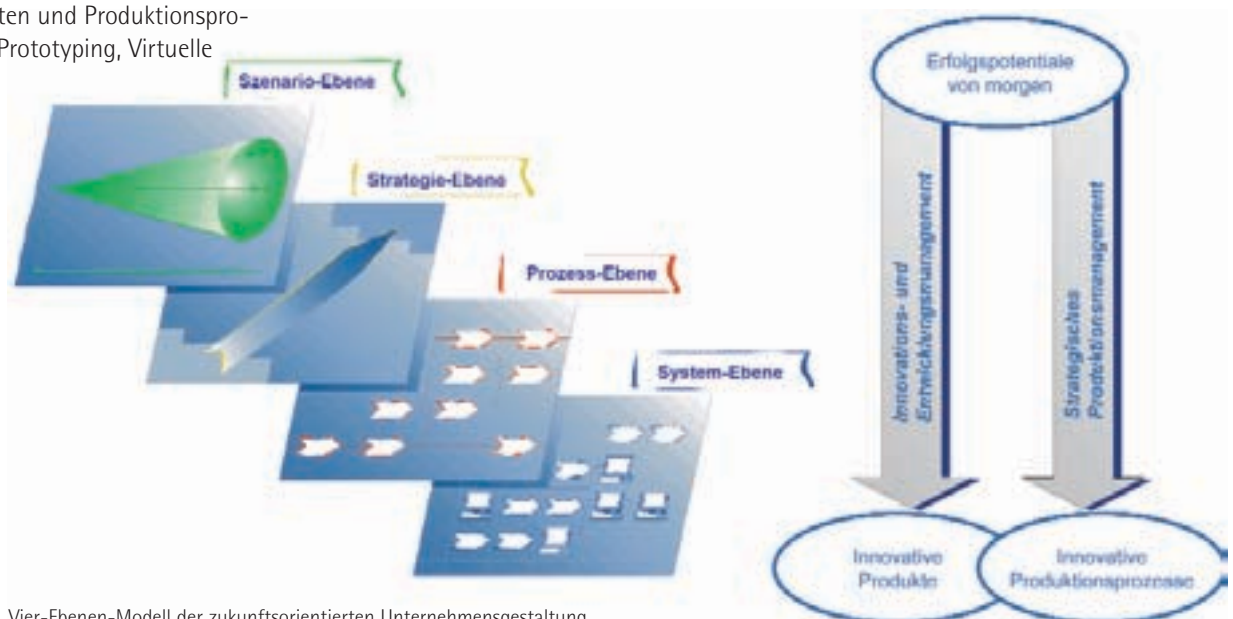 ten und Produktionspro-
Prototyping, Virtuelle
Szenario-Ebene
Strategie-Ebene
Prozess-Ebene
System-Ebene
Erfolgspotentiale
von morgen
Innovations- und
Entwicklungsmanagement
Strategisches
Produktionsmanagement
Innovative
Produkte
Innovative
Produktionsprozesse
Vier-Ebenen-Modell der zukunftsorientierten Unternehmensgestaltung